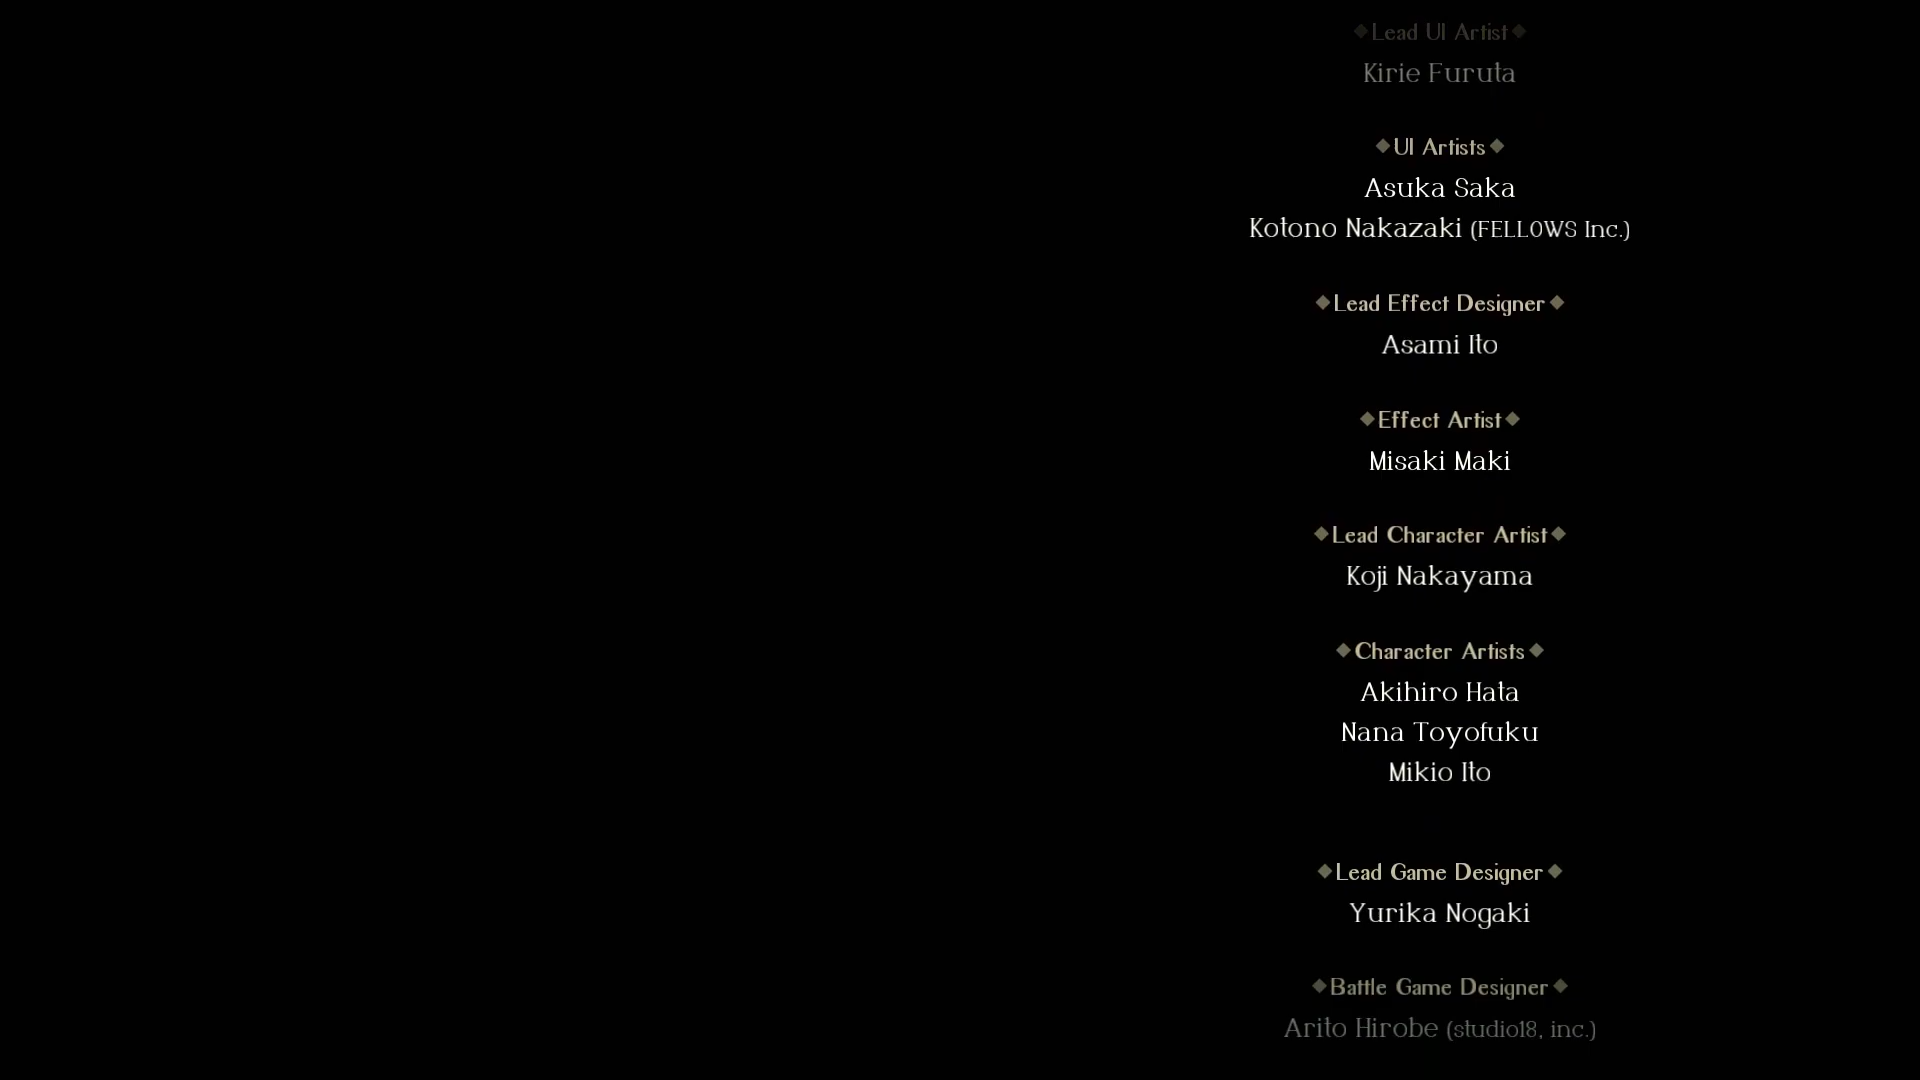 ◆Lead UI Artist◆
Kirie Furuta
◆UI Artists◆
Asuka Saka
Kotono Nakazaki (FELLOWS Inc.)
◆Lead Effect Designer◆
Asami Ito
◆Effect Artist◆
Misaki Maki
◆Lead Character Artist◆
Koji Nakayama
◆Character Artists◆
Akihiro Hata
Nana Toyofuku
Mikio Ito
◆Lead Game Designer◆
Yurika Nogaki
◆Battle Game Designer◆
Arito Hirobe (studio18, inc.)